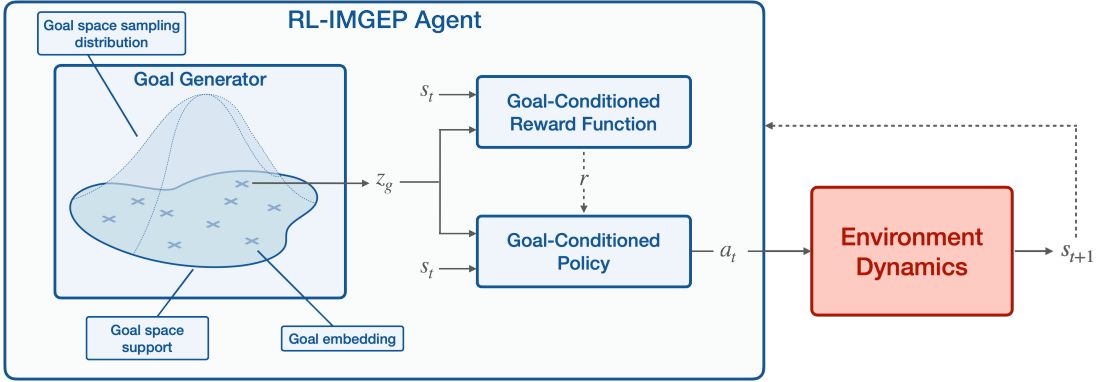 RL-IMGEP Agent
Goal space sampling
distribution
Goal Generator
Goal space
support
Goal embedding
z_g
s_t
Goal-Conditioned
Reward Function
r
Goal-Conditioned
Policy
s_t
a_t
Environment
Dynamics
s_{t+1}